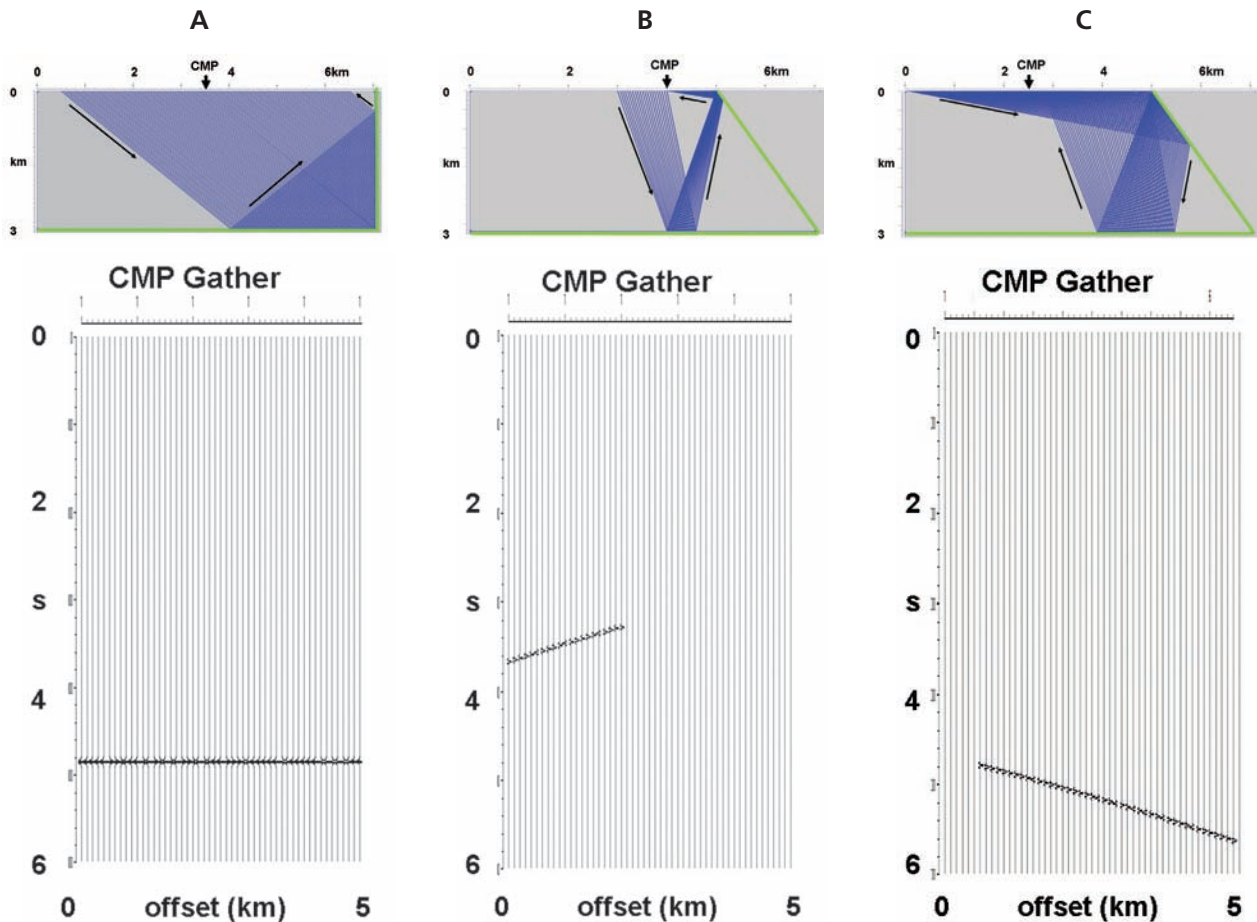 A B C
CMP CMP CMP
0 2 4 6km 0 2 6km 0 2 4 6km
0 0 0
km km km
3 3 3
CMP Gather CMP Gather CMP Gather
0 0 0
2 2 2
s s s
4 4 4
6 6 6
0 offset (km) 5 0 offset (km) 5 0 offset (km) 5